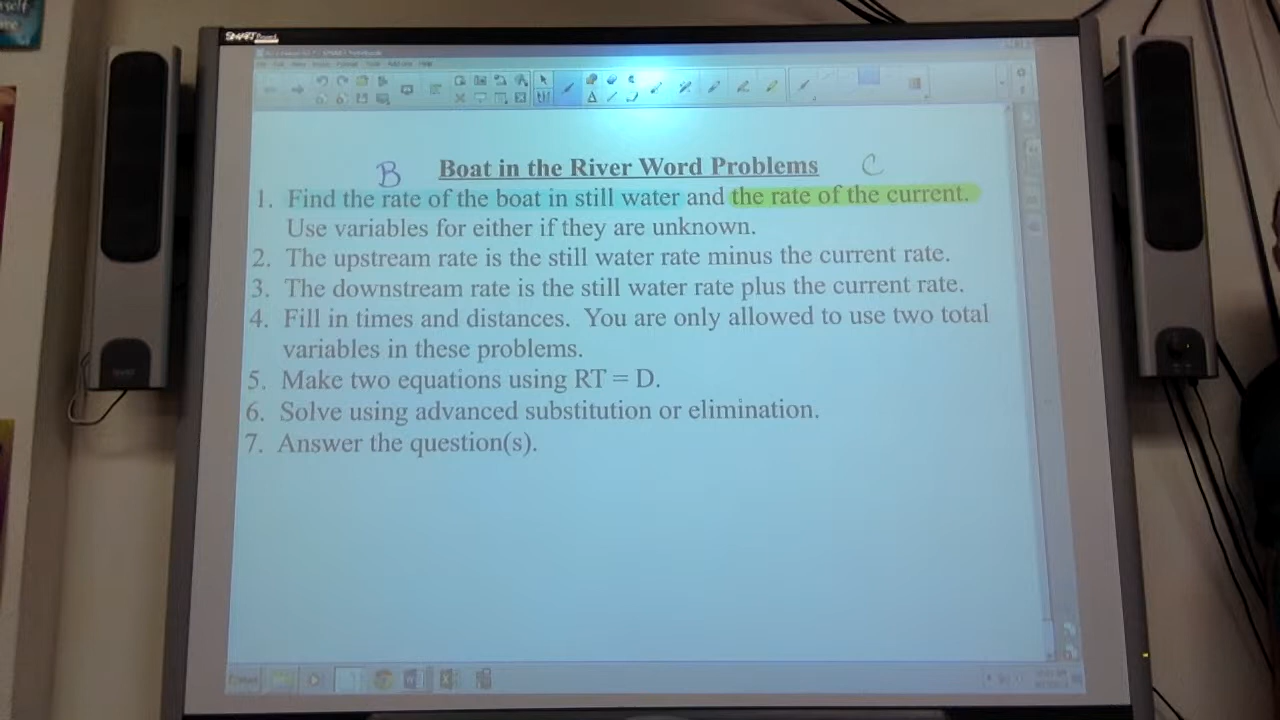 SMART Board
B
C
Boat in the River Word Problems
1. Find the rate of the boat in still water and the rate of the current.
Use variables for either if they are unknown.
2. The upstream rate is the still water rate minus the current rate.
3. The downstream rate is the still water rate plus the current rate.
4. Fill in times and distances. You are only allowed to use two total
variables in these problems.
5. Make two equations using RT = D.
6. Solve using advanced substitution or elimination.
7. Answer the question(s).